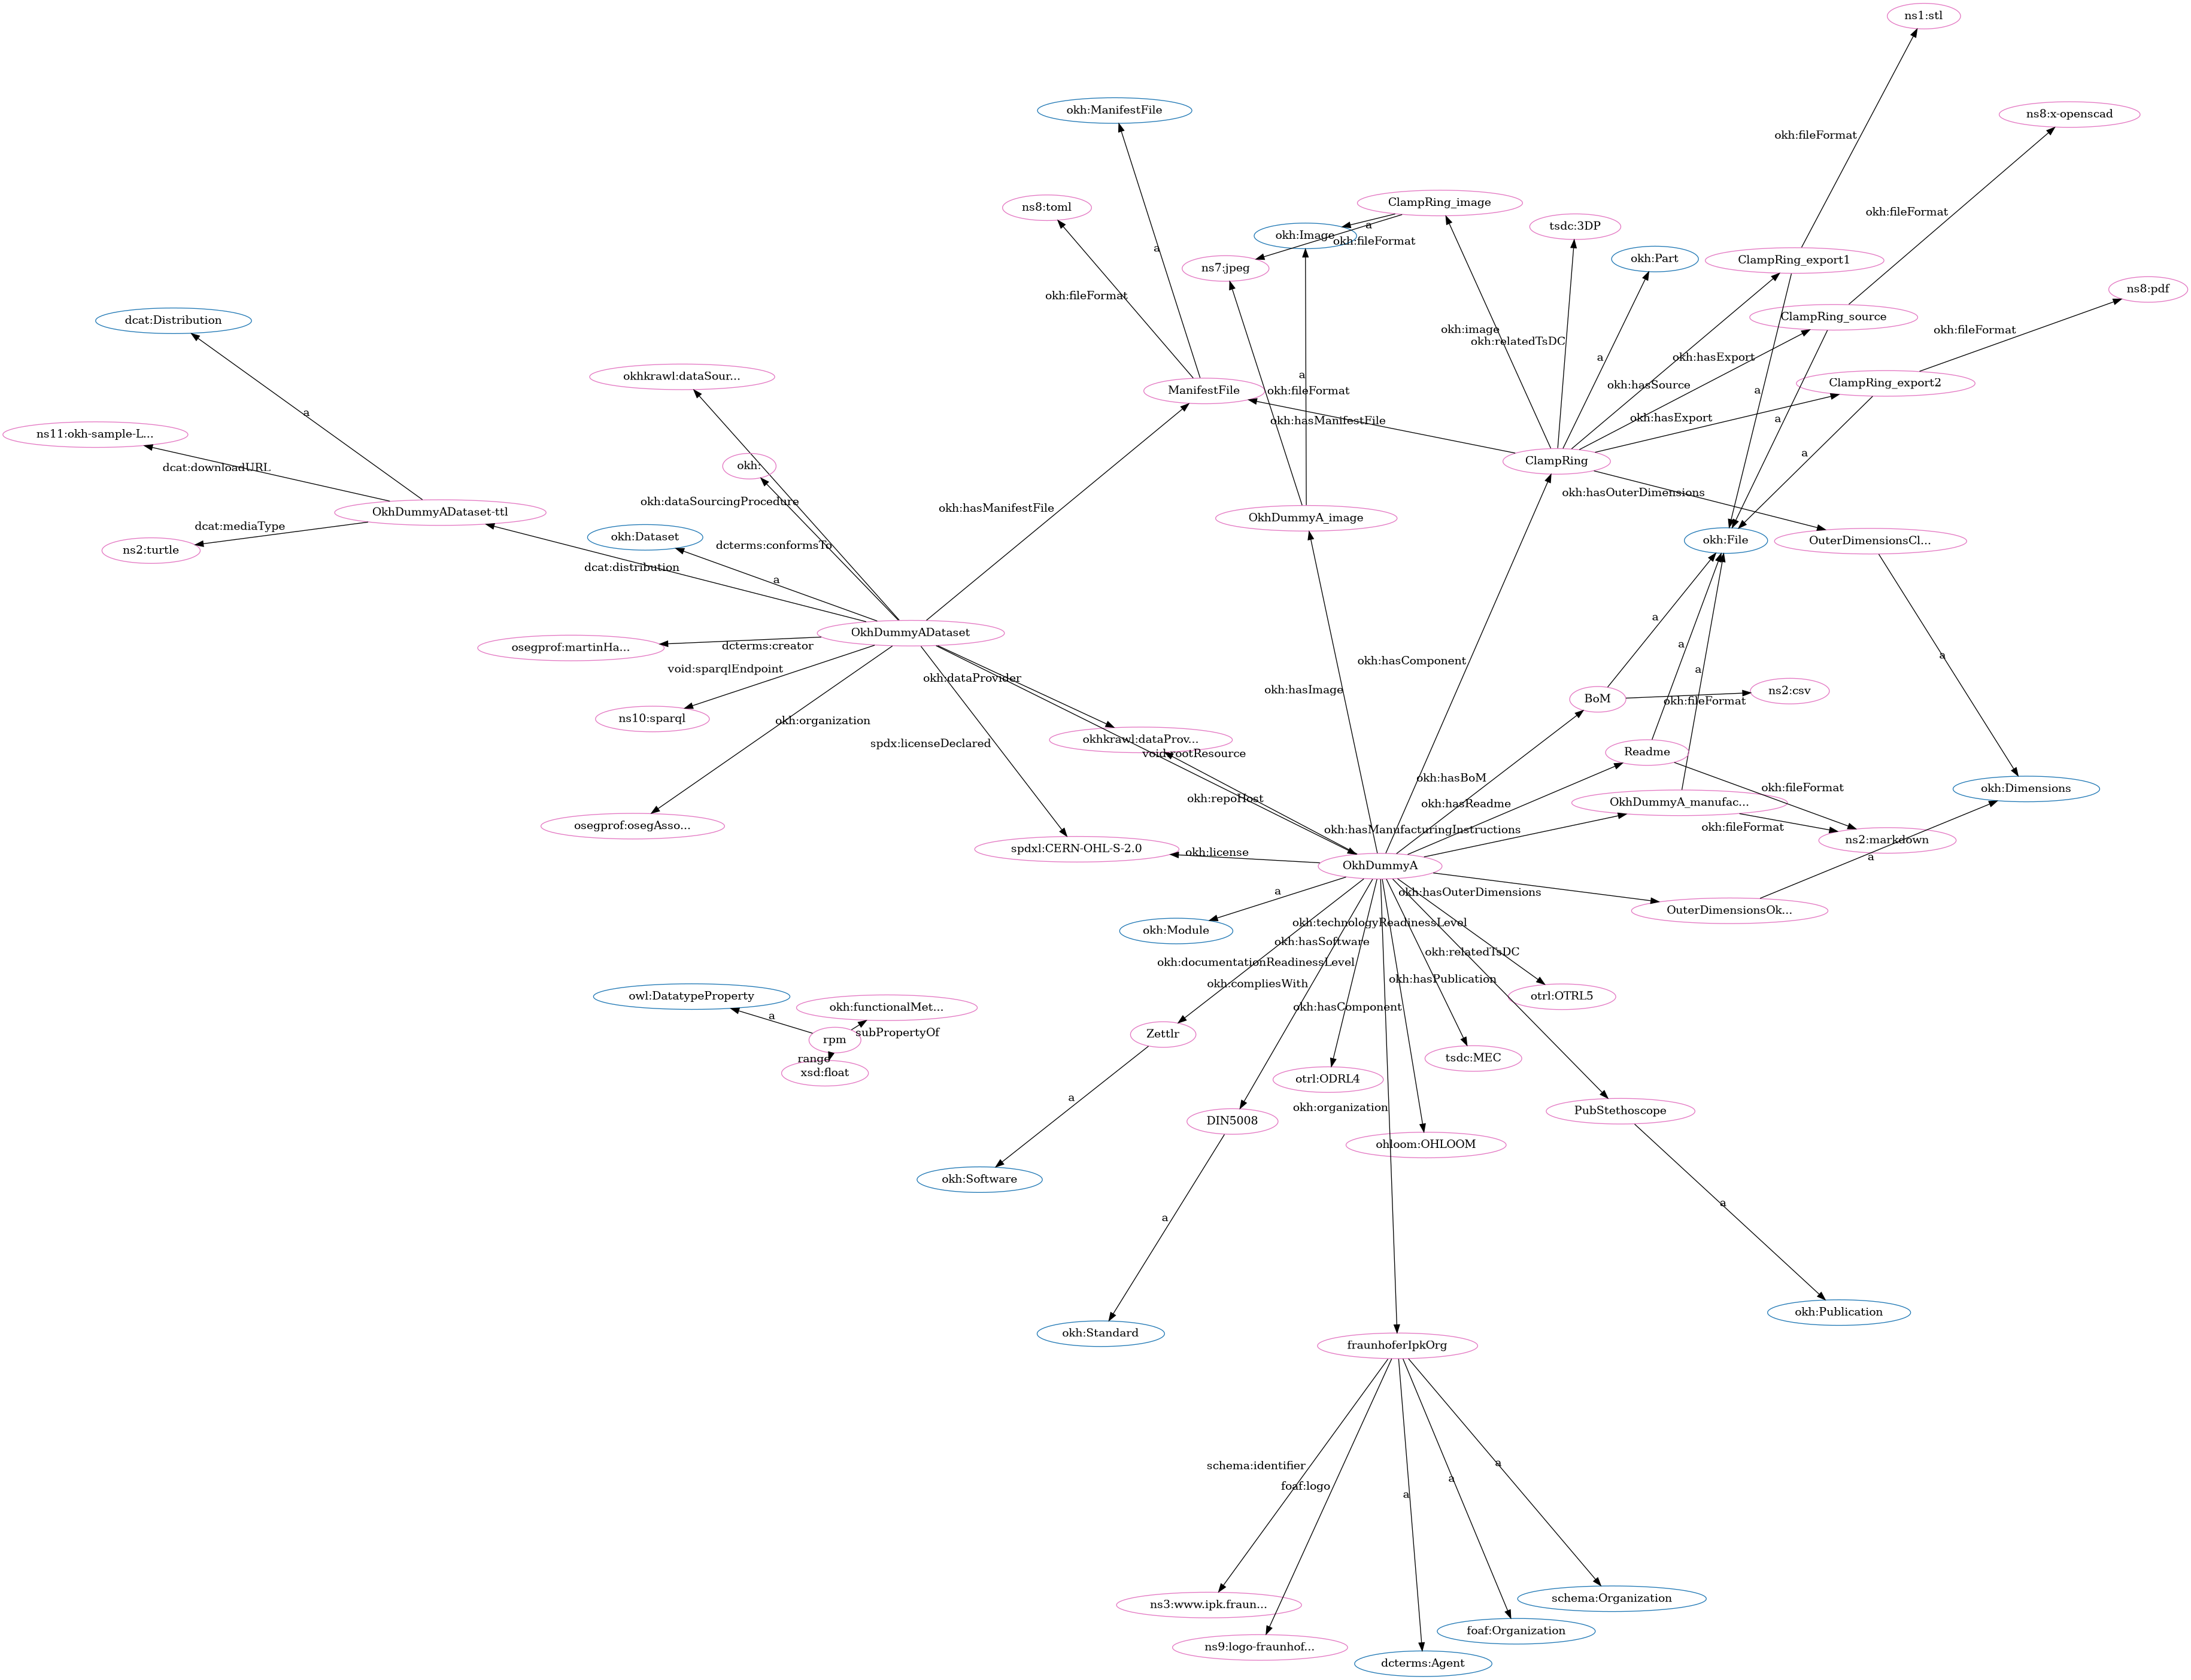 ns1:stl
okh:ManifestFile
ns8:x-openscad
okh:fileFormat
ns8:toml
ClampRing_image
okh:fileFormat
a
tsdc:3DP
okh:Image
okh:fileFormat
a
okh:Part
ClampRing_export1
ns7:jpeg
ns8:pdf
okh:fileFormat
dcat:Distribution
ClampRing_source
okh:image
okh:fileFormat
okh:relatedTsDC
a
okh:hasExport
okhkrawl:dataSour...
a
okh:fileFormat
ManifestFile
okh:hasSource
a
ClampRing_export2
a
okh:hasManifestFile
okh:hasExport
a
ns11:okh-sample-L...
a
dcat:downloadURL
okh:
ClampRing
okh:hasOuterDimensions
okh:dataSourcingProcedure
okh:hasManifestFile
OkhDummyADataset-ttl
OkhDummyA_image
dcat:mediaType
okh:Dataset
okh:File
OuterDimensionsCl...
ns2:turtle
dcterms:conformsTo
dcat:distribution
a
a
OkhDummyADataset
osegprof:martinHa...
dcterms:creator
a
void:sparqlEndpoint
okh:hasComponent
a
a
okh:dataProvider
okh:hasImage
BoM
ns2:csv
okh:fileFormat
ns10:sparql
okh:organization
spdx:licenseDeclared
okhkrawl:dataProv...
void:rootResource
Readme
okh:hasBoM
okh:fileFormat
okh:Dimensions
okh:repoHost
okh:hasReadme
OkhDummyA_manufac...
osegprof:osegAsso...
okh:hasManufacturingInstructions
okh:fileFormat
ns2:markdown
spdxl:CERN-OHL-S-2.0
okh:license
a
OkhDummyA
a
okh:hasOuterDimensions
OuterDimensionsOk...
okh:Module
okh:technologyReadinessLevel
okh:hasSoftware
okh:relatedTsDC
okh:documentationReadinessLevel
okh:compliesWith
okh:hasPublication
owl:DatatypeProperty
okh:functionalMet...
okh:hasComponent
otrl:OTRL5
a
subPropertyOf
rpm
Zettlr
range
xsd:float
tsdc:MEC
otrl:ODRL4
a
okh:organization
PubStethoscope
DIN5008
ohloom:OHLOOM
okh:Software
a
a
okh:Publication
okh:Standard
fraunhoferIpkOrg
schema:identifier
a
foaf:logo
a
a
ns3:www.ipk.fraun...
schema:Organization
foaf:Organization
ns9:logo-fraunhof...
dcterms:Agent